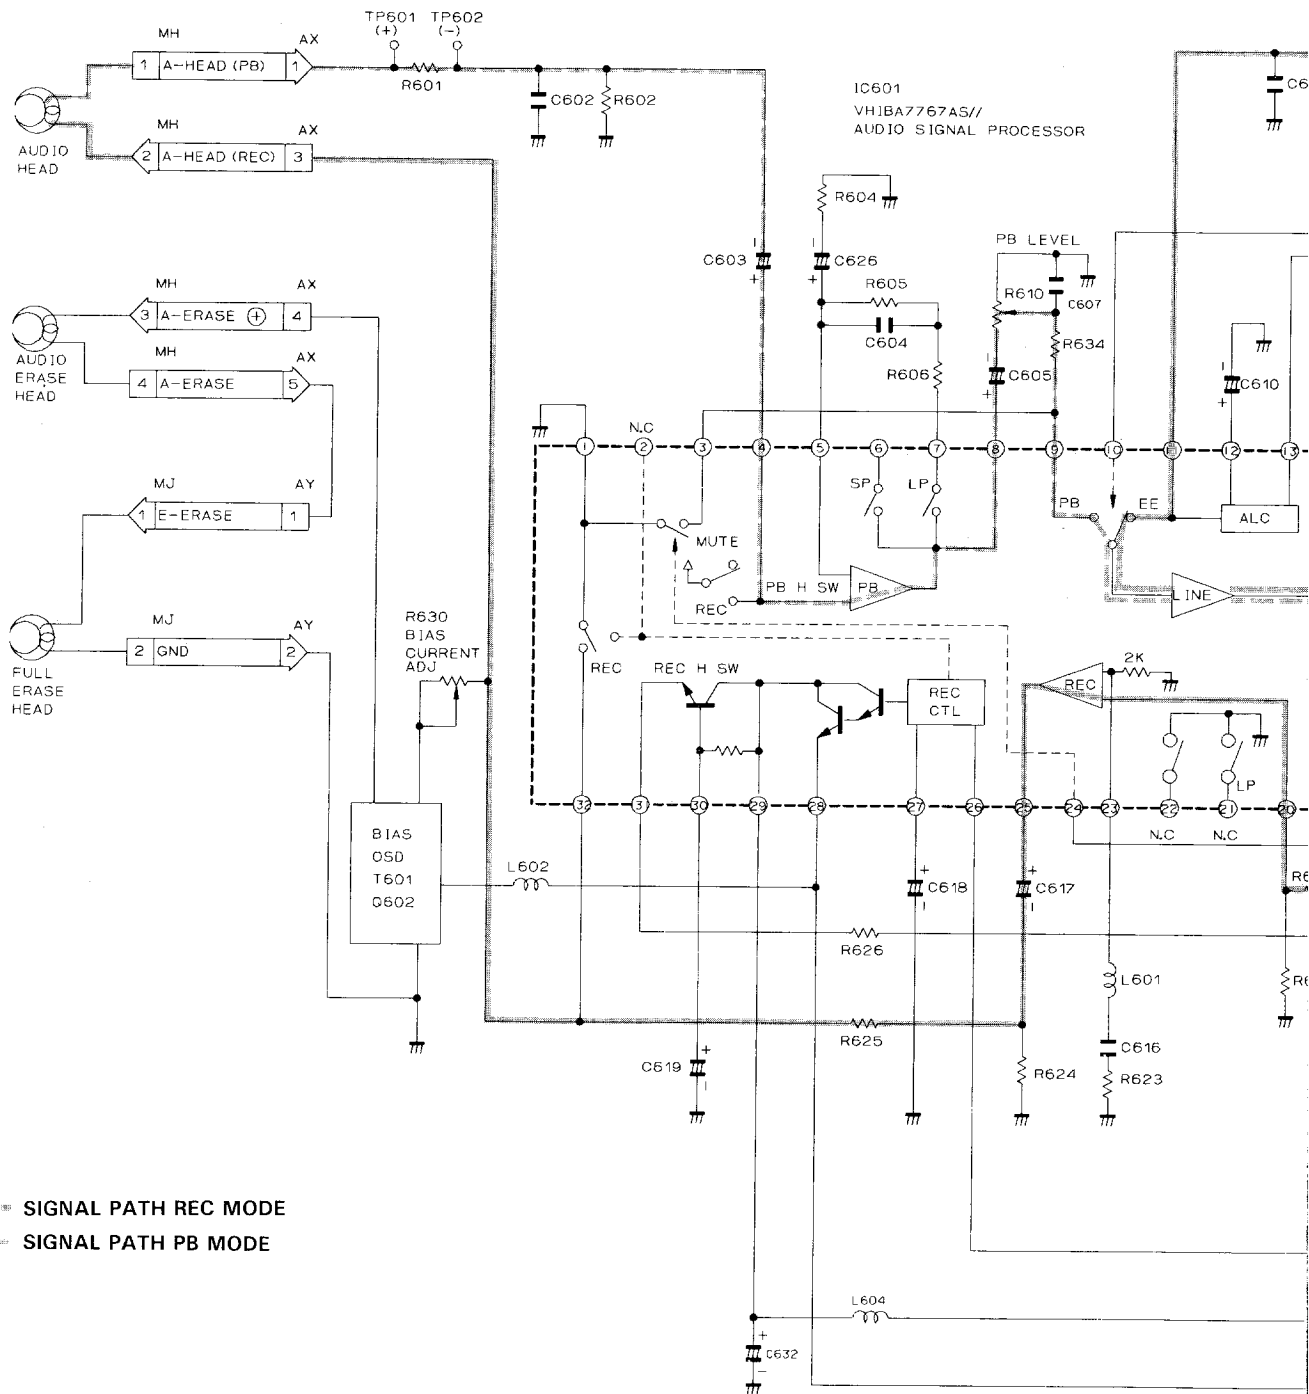 TP601 TP602
(+) (-)
MH AX
1 A-HEAD (PB) 1
R601
C602 R602
IC601
VHIBA7767AS//
AUDIO SIGNAL PROCESSOR
MH AX
2 A-HEAD (REC) 3
AUDIO
HEAD
R604
PB LEVEL
C603
C626
R605
R610
C607
C604
R634
R606
C605
C610
MH AX
3 A-ERASE + 4
MH AX
4 A-ERASE 5
AUDIO
ERASE
HEAD
N.C
1 2 3 4 5 6 7 8 9 10 11 12 13
MJ AY
1 E-ERASE 1
SP LP
PB EE
ALC
MUTE
PB H SW PB
REC
LINE
MJ AY
2 GND 2
FULL
ERASE
HEAD
R630
BIAS
CURRENT
ADJ
REC
REC H SW
REC
CTL
REC
2K
LP
32 31 30 29 28 27 26 25 24 23 22 21 20
N.C N.C
BIAS
OSD
T601
Q602
L602
C618
C617
R626
L601
R625
C616
C619
R624
R623
SIGNAL PATH REC MODE
SIGNAL PATH PB MODE
L604
C632